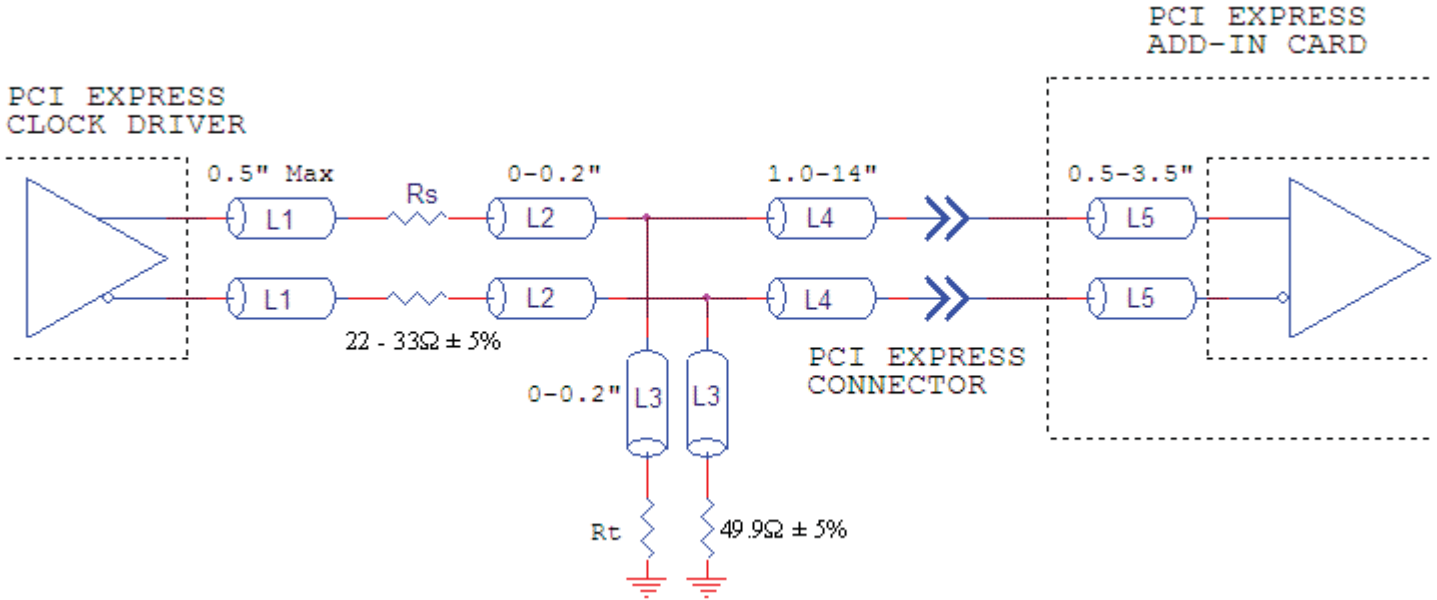 PCI EXPRESS
ADD-IN CARD
PCI EXPRESS
CLOCK DRIVER
0.5" Max
Rs
0-0.2"
1.0-14"
0.5-3.5"
L1
L2
L4
L5
L1
L2
L4
L5
22 - 33Ω ± 5%
PCI EXPRESS
CONNECTOR
0-0.2"
L3
L3
Rt
49.9Ω ± 5%